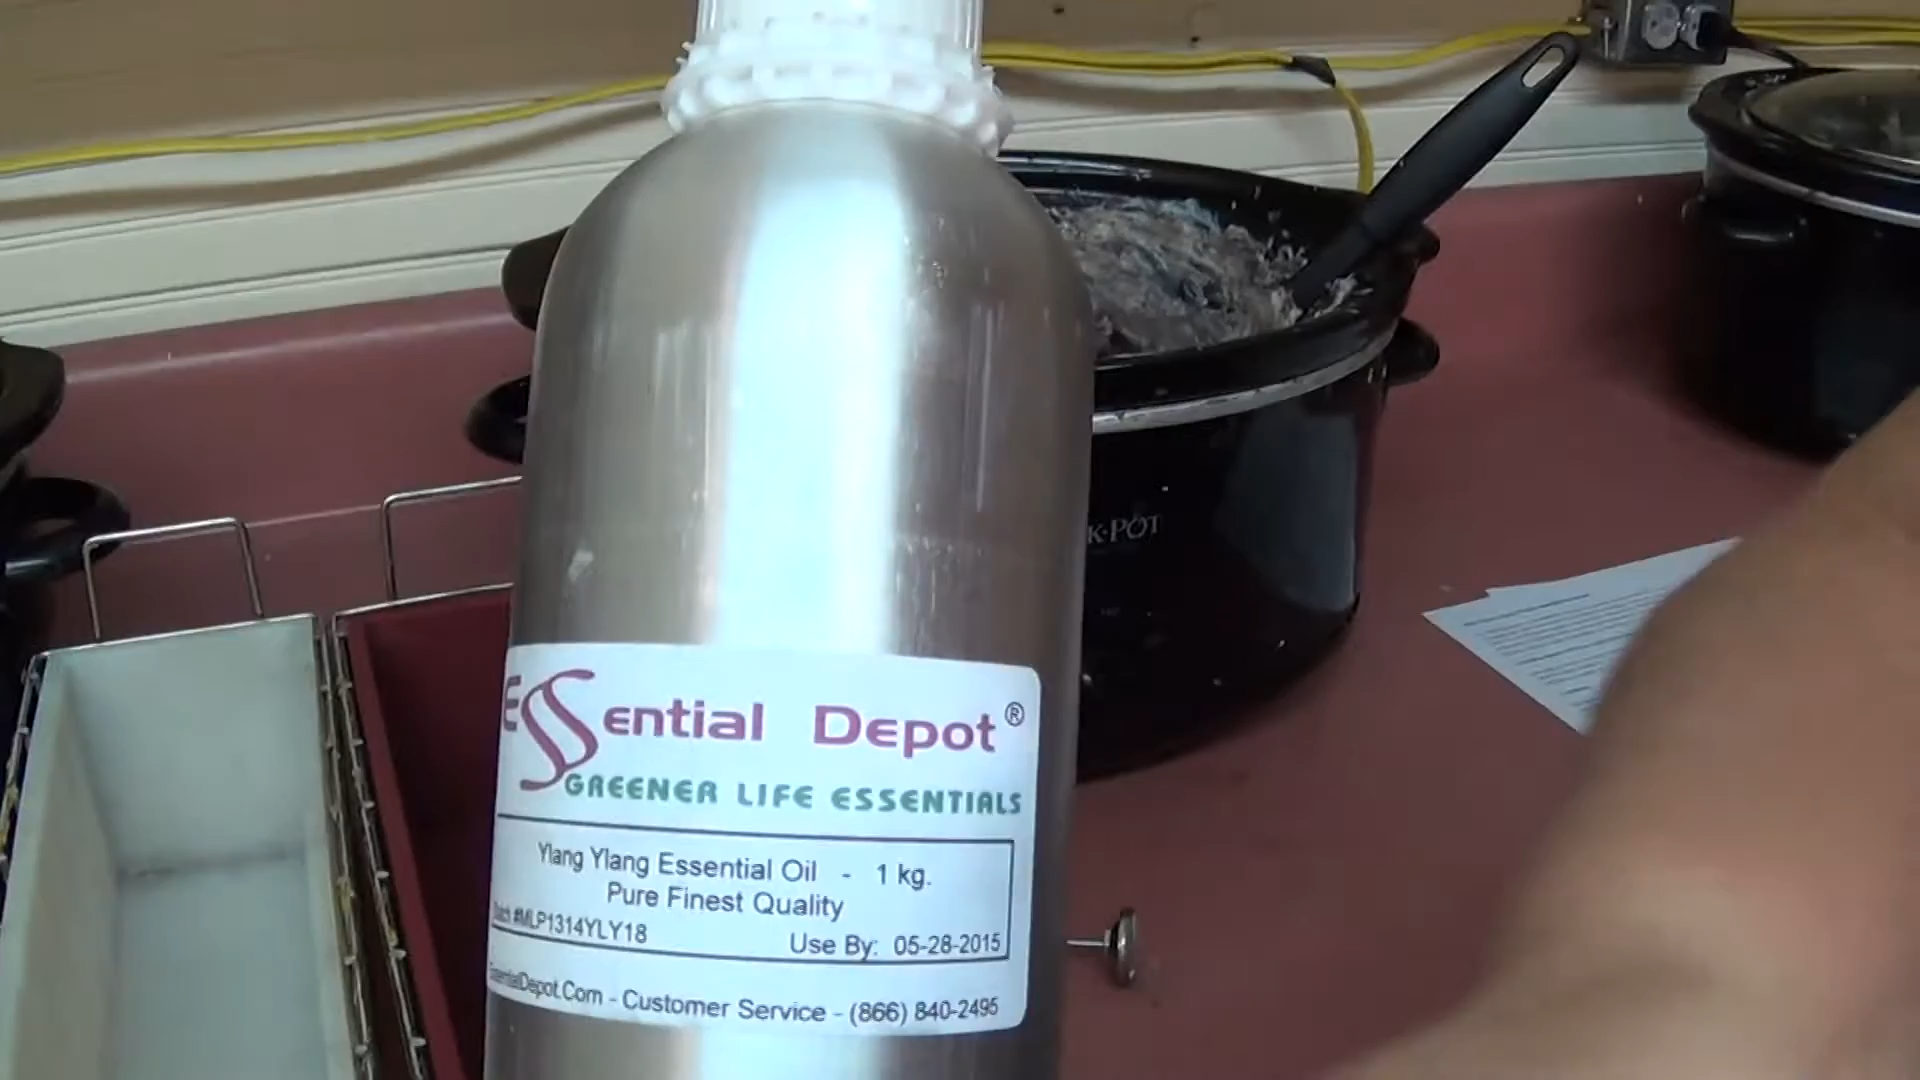 Essential Depot®
GREENER LIFE ESSENTIALS
Ylang Ylang Essential Oil - 1 kg.
Pure Finest Quality
Batch #MLP1314YLY18
Use By: 05-28-2015
EssentialDepot.Com - Customer Service - (866) 840-2495
K•POT